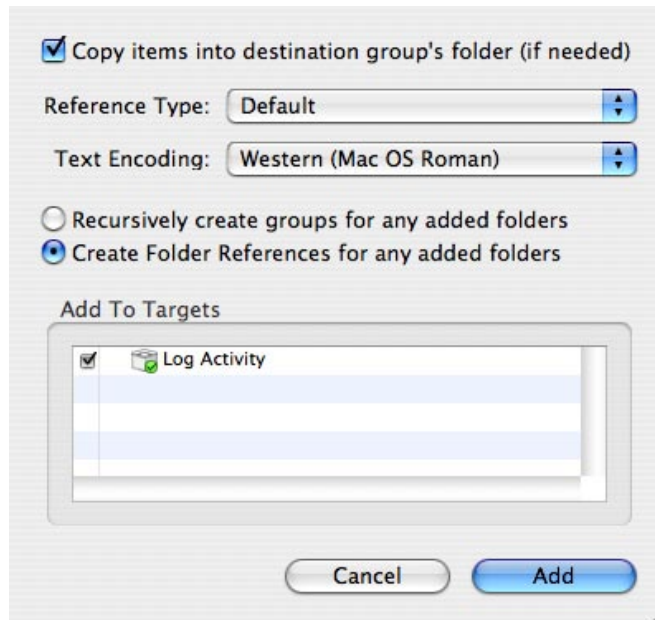 Copy items into destination group's folder (if needed)
Reference Type: Default
Text Encoding: Western (Mac OS Roman)
Recursively create groups for any added folders
Create Folder References for any added folders
Add To Targets
Log Activity
Cancel Add